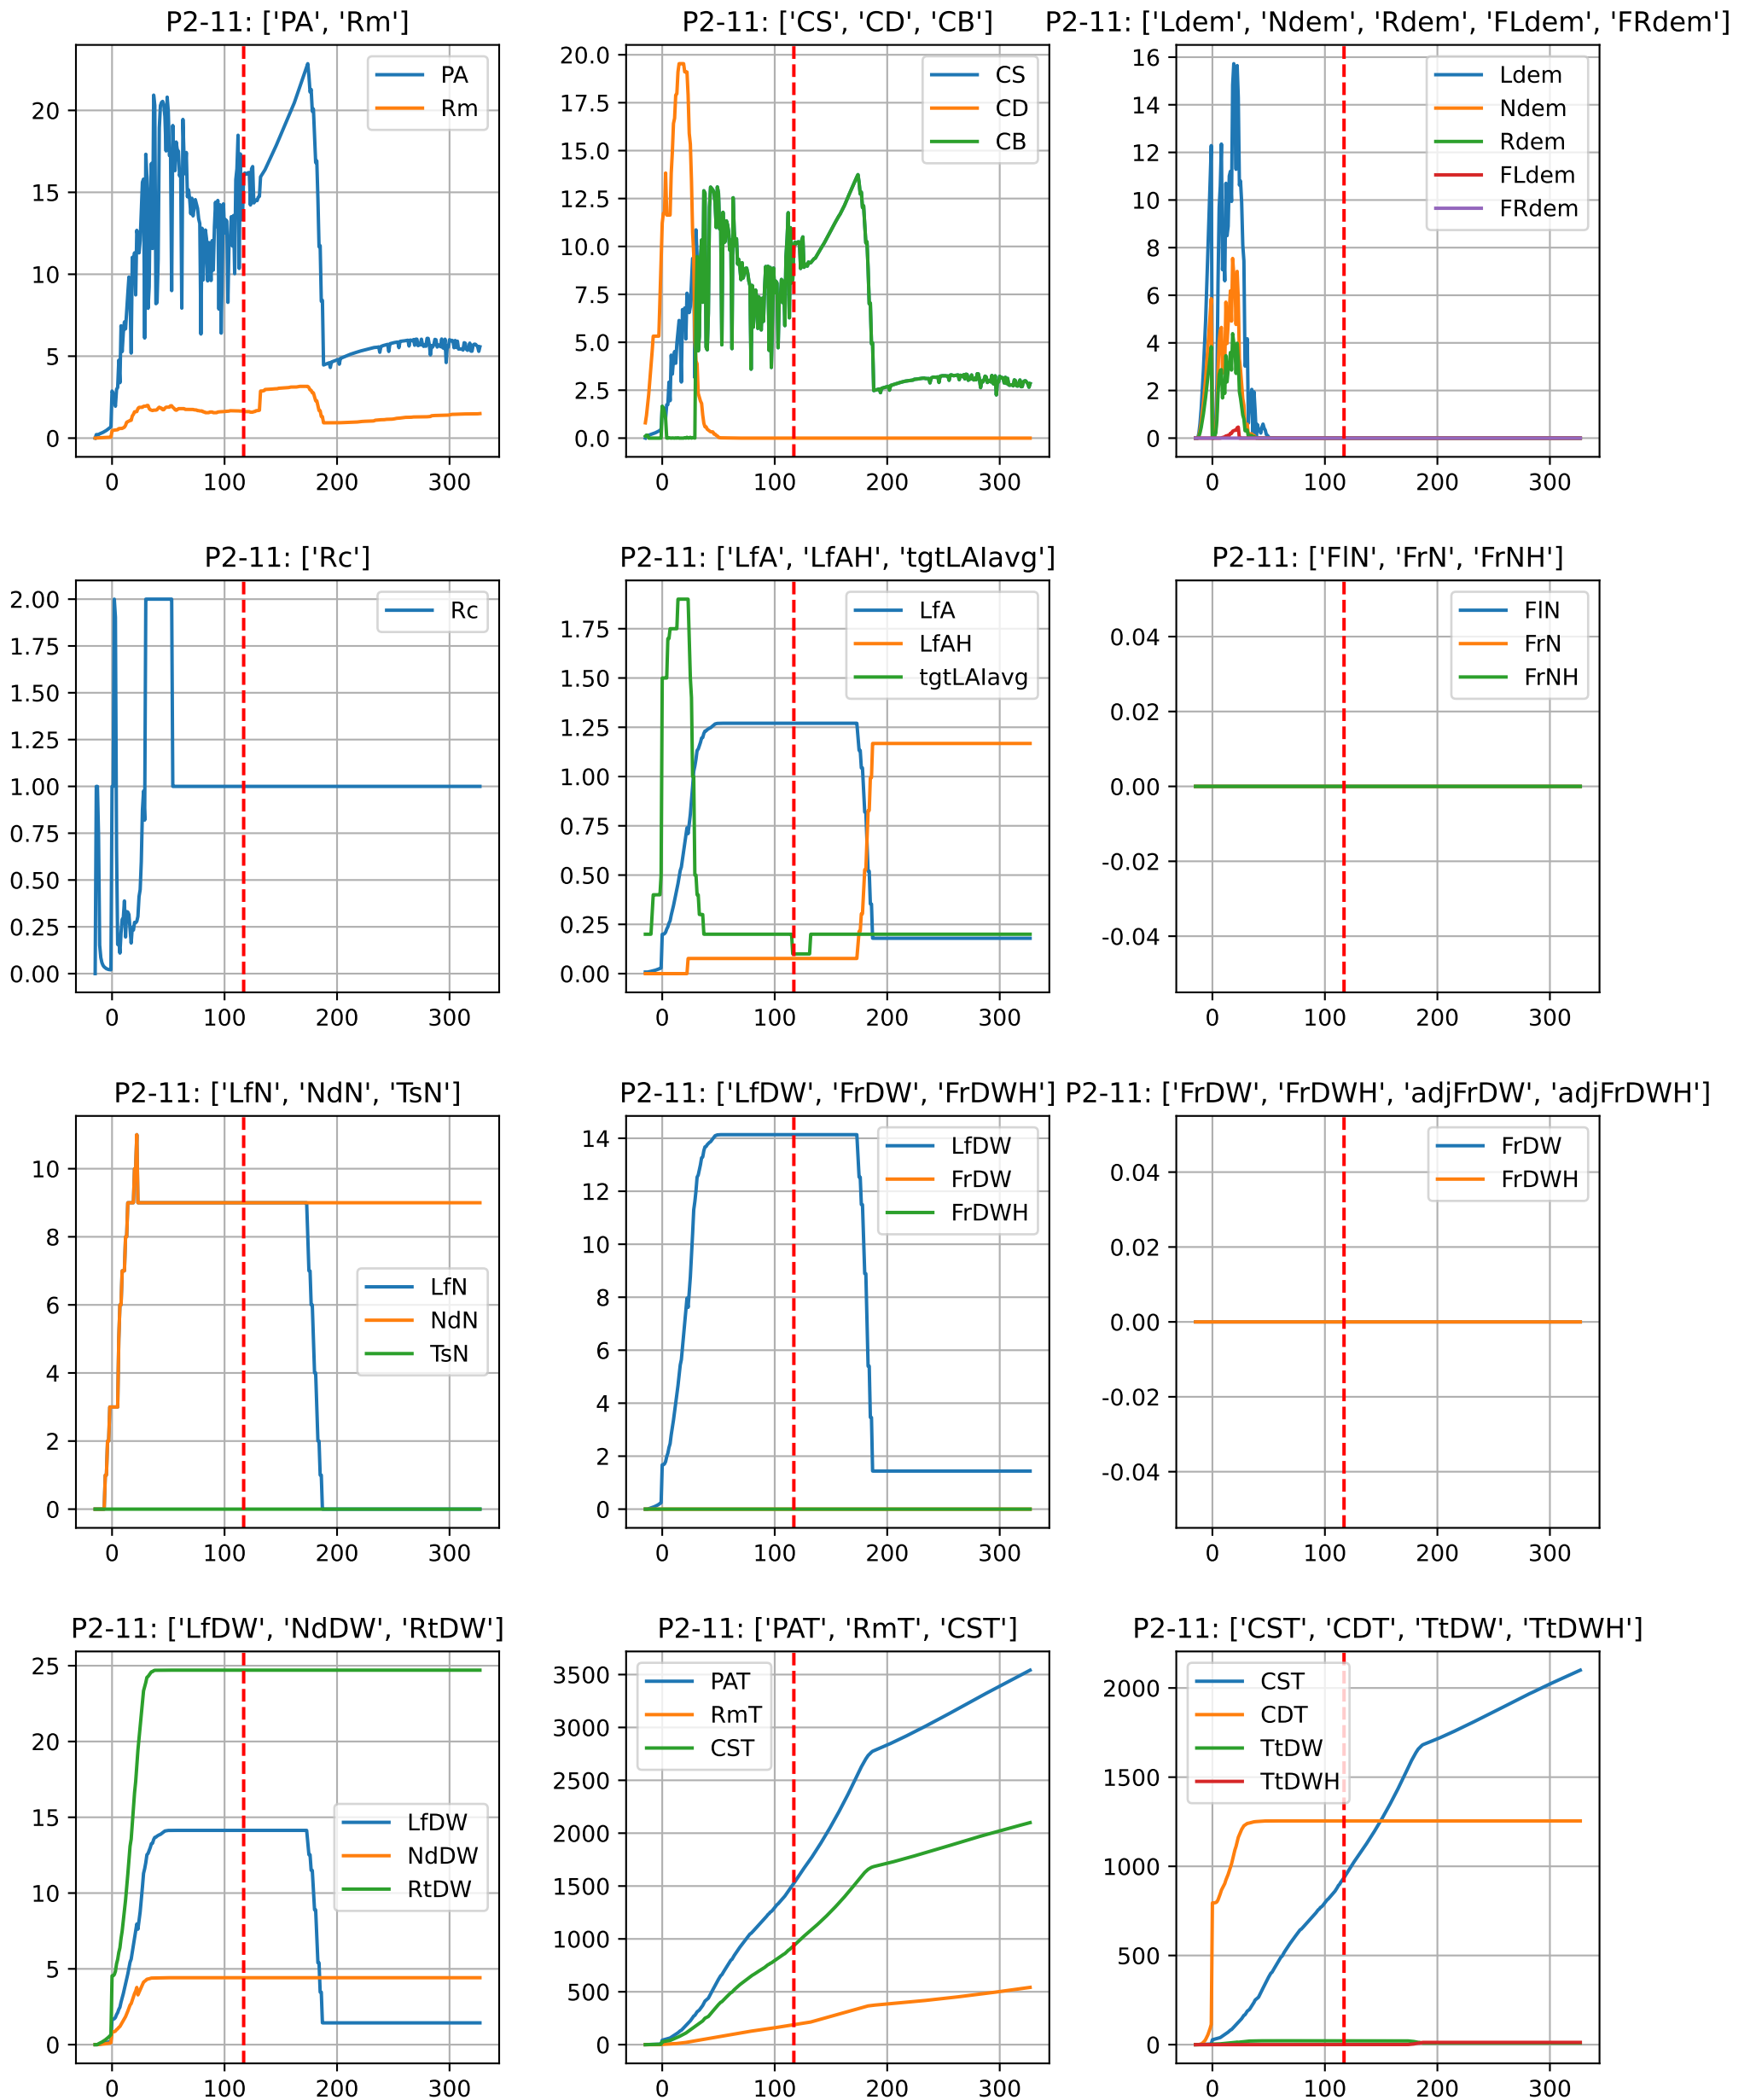 P2-11: ['PA', 'Rm']
PA
Rm
20
15
10
5
0
0 100 200 300
P2-11: ['CS', 'CD', 'CB']
CS
CD
CB
20.0
17.5
15.0
12.5
10.0
7.5
5.0
2.5
0.0
0 100 200 300
P2-11: ['Ldem', 'Ndem', 'Rdem', 'FLdem', 'FRdem']
Ldem
Ndem
Rdem
FLdem
FRdem
16
14
12
10
8
6
4
2
0
0 100 200 300
P2-11: ['Rc']
Rc
2.00
1.75
1.50
1.25
1.00
0.75
0.50
0.25
0.00
0 100 200 300
P2-11: ['LfA', 'LfAH', 'tgtLAIavg']
LfA
LfAH
tgtLAIavg
1.75
1.50
1.25
1.00
0.75
0.50
0.25
0.00
0 100 200 300
P2-11: ['FlN', 'FrN', 'FrNH']
FlN
FrN
FrNH
0.04
0.02
0.00
-0.02
-0.04
0 100 200 300
P2-11: ['LfN', 'NdN', 'TsN']
LfN
NdN
TsN
10
8
6
4
2
0
0 100 200 300
P2-11: ['LfDW', 'FrDW', 'FrDWH']
LfDW
FrDW
FrDWH
14
12
10
8
6
4
2
0
0 100 200 300
P2-11: ['FrDW', 'FrDWH', 'adjFrDW', 'adjFrDWH']
FrDW
FrDWH
0.04
0.02
0.00
-0.02
-0.04
0 100 200 300
P2-11: ['LfDW', 'NdDW', 'RtDW']
LfDW
NdDW
RtDW
25
20
15
10
5
0
0 100 200 300
P2-11: ['PAT', 'RmT', 'CST']
PAT
RmT
CST
3500
3000
2500
2000
1500
1000
500
0
0 100 200 300
P2-11: ['CST', 'CDT', 'TtDW', 'TtDWH']
CST
CDT
TtDW
TtDWH
2000
1500
1000
500
0
0 100 200 300